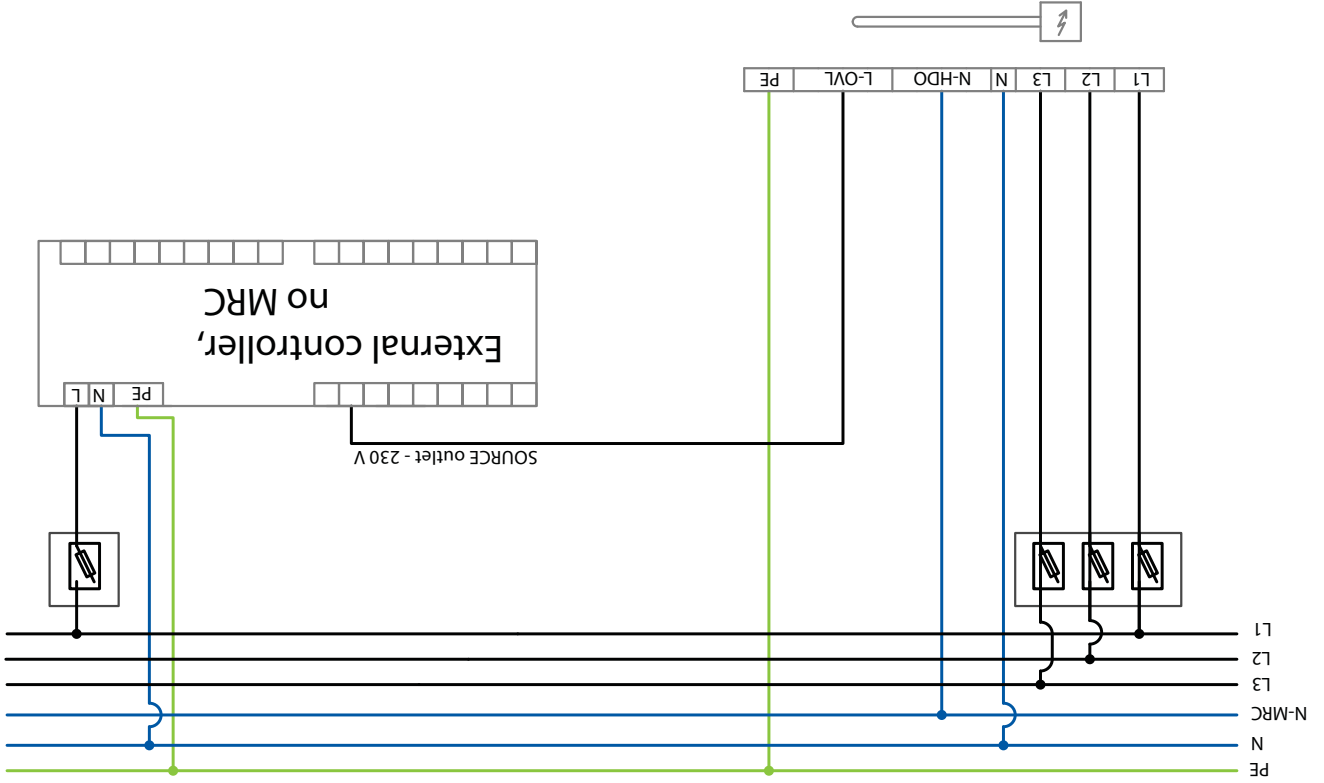 PE
N
N-MRC
L3
L2
L1
SOURCE outlet - 230 V
PE N L
External controller,
no MRC
L1 L2 L3 N N-HDO L-OVL PE